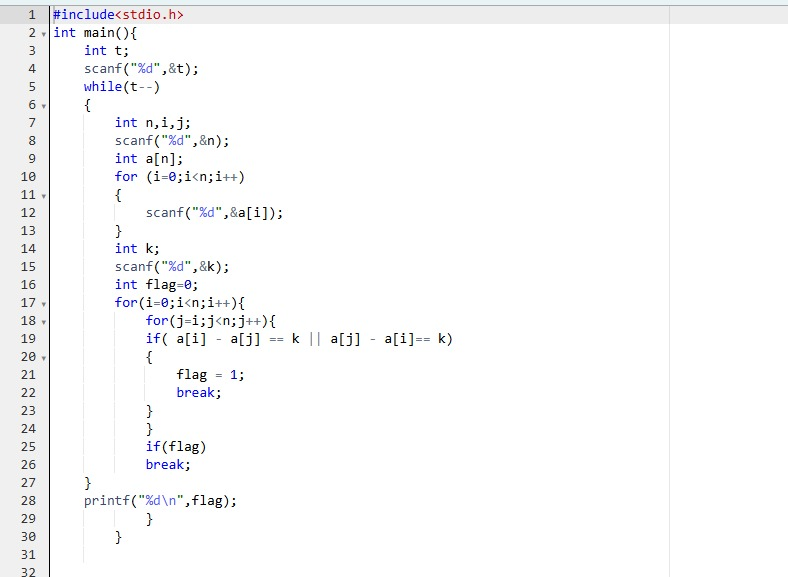 1 #include<stdio.h>
2 int main(){
3     int t;
4     scanf("%d",&t);
5     while(t--)
6     {
7         int n,i,j;
8         scanf("%d",&n);
9         int a[n];
10         for (i=0;i<n;i++)
11         {
12             scanf("%d",&a[i]);
13         }
14         int k;
15         scanf("%d",&k);
16         int flag=0;
17         for(i=0;i<n;i++){
18             for(j=i;j<n;j++){
19             if( a[i] - a[j] == k || a[j] - a[i]== k)
20             {
21                 flag = 1;
22                 break;
23             }
24             }
25             if(flag)
26             break;
27     }
28     printf("%d\n",flag);
29             }
30         }
31
32